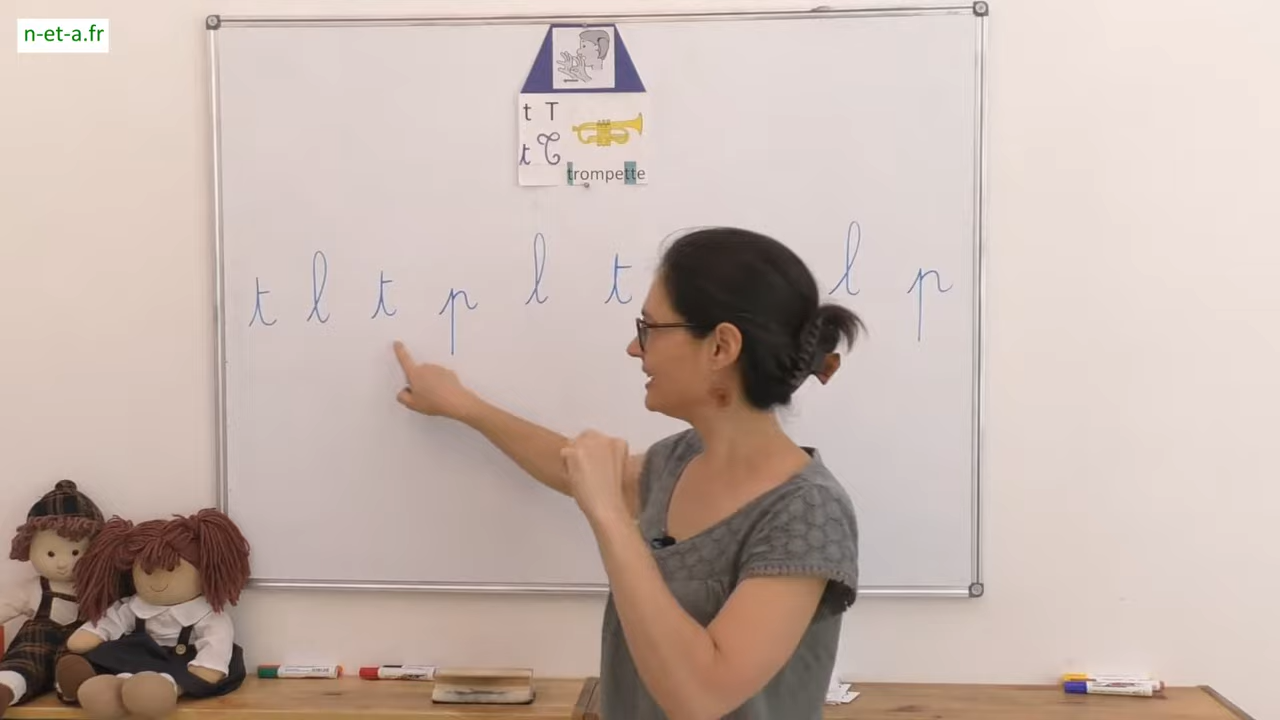 n-et-a.fr
t T
t T
trompette
t l t p l t l p